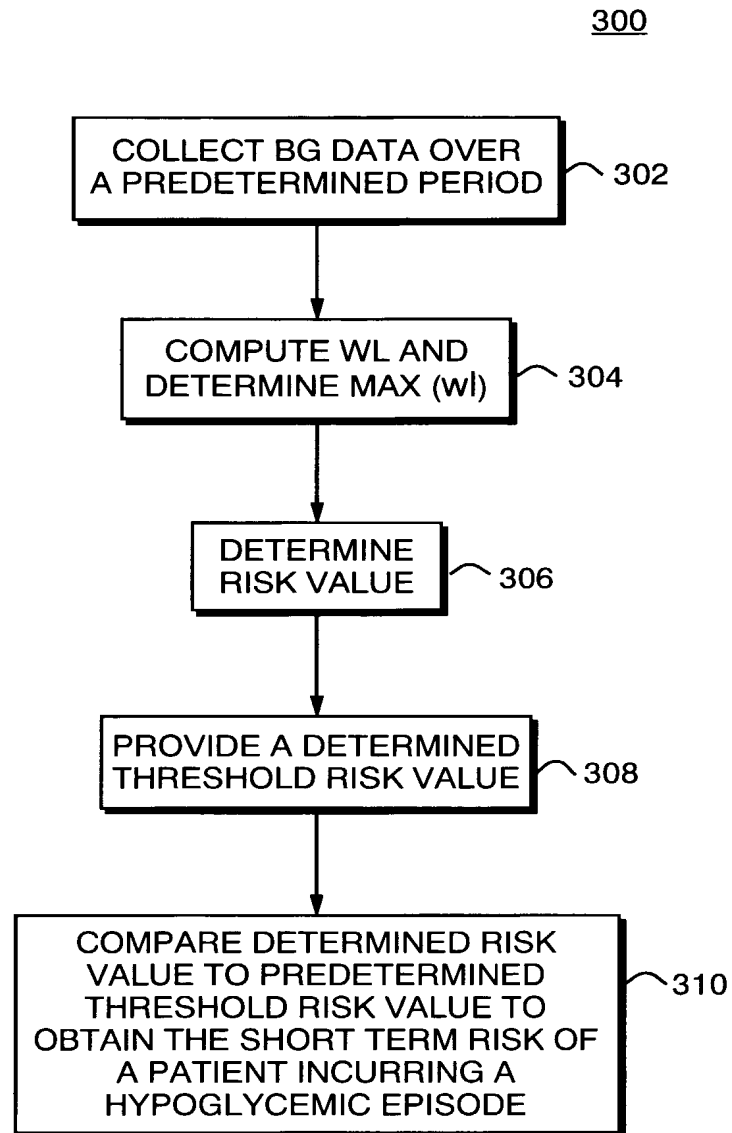 300
COLLECT BG DATA OVER
A PREDETERMINED PERIOD
302
COMPUTE WL AND
DETERMINE MAX (wl)
304
DETERMINE
RISK VALUE
306
PROVIDE A DETERMINED
THRESHOLD RISK VALUE
308
COMPARE DETERMINED RISK
VALUE TO PREDETERMINED
THRESHOLD RISK VALUE TO
OBTAIN THE SHORT TERM RISK OF
A PATIENT INCURRING A
HYPOGLYCEMIC EPISODE
310